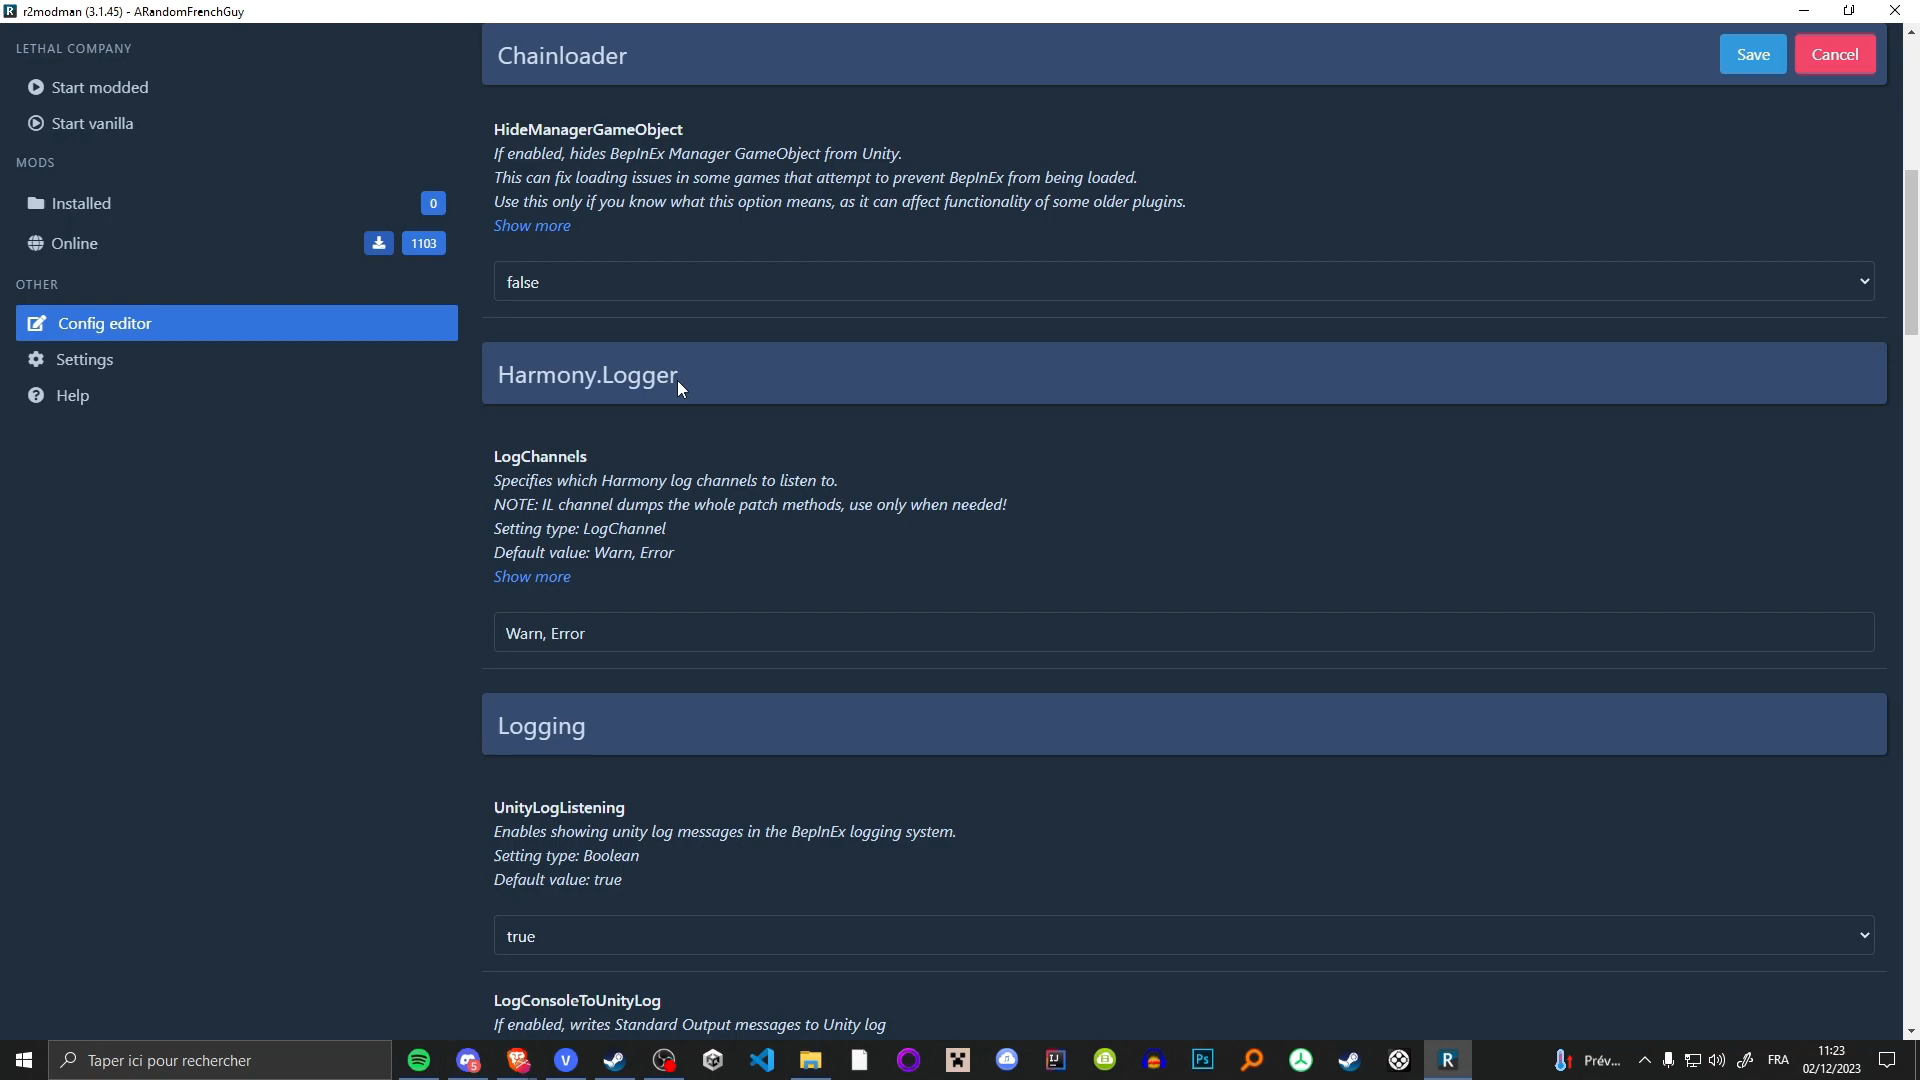 r2modman (3.1.45) - ARandomFrenchGuy
LETHAL COMPANY
Start modded
Start vanilla
MODS
Installed 0
Online 1103
OTHER
Config editor
Settings
Help
Chainloader
Save Cancel
HideManagerGameObject
If enabled, hides BepInEx Manager GameObject from Unity.
This can fix loading issues in some games that attempt to prevent BepInEx from being loaded.
Use this only if you know what this option means, as it can affect functionality of some older plugins.
Show more
false
Harmony.Logger
LogChannels
Specifies which Harmony log channels to listen to.
NOTE: IL channel dumps the whole patch methods, use only when needed!
Setting type: LogChannel
Default value: Warn, Error
Show more
Warn, Error
Logging
UnityLogListening
Enables showing unity log messages in the BepInEx logging system.
Setting type: Boolean
Default value: true
true
LogConsoleToUnityLog
If enabled, writes Standard Output messages to Unity log
Taper ici pour rechercher
5
V
IJ
Ps
R
Prév...
FRA
11:23
02/12/2023